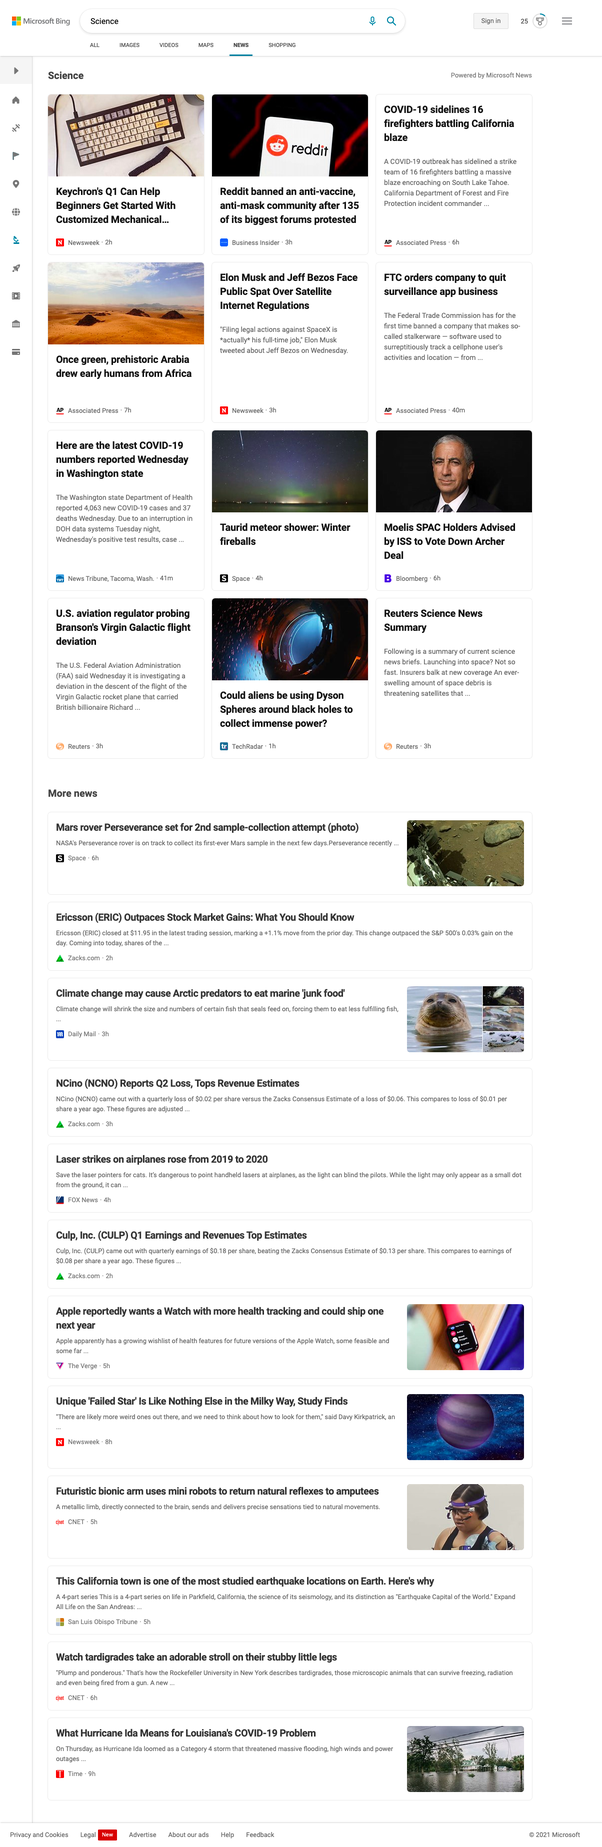 Microsoft Bing
Science
Sign in
25
ALL
IMAGES
VIDEOS
MAPS
NEWS
SHOPPING
Science
Powered by Microsoft News
Keychron's Q1 Can Help
Beginners Get Started With
Customized Mechanical...
Newsweek · 2h
reddit
Reddit banned an anti-vaccine,
anti-mask community after 135
of its biggest forums protested
Business Insider · 3h
COVID-19 sidelines 16
firefighters battling California
blaze
A COVID-19 outbreak has sidelined a strike
team of 16 firefighters battling a massive
blaze encroaching on South Lake Tahoe.
California Department of Forest and Fire
Protection incident commander ...
AP Associated Press · 6h
Once green, prehistoric Arabia
drew early humans from Africa
AP Associated Press · 7h
Elon Musk and Jeff Bezos Face
Public Spat Over Satellite
Internet Regulations
"Filing legal actions against SpaceX is
*actually* his full-time job," Elon Musk
tweeted about Jeff Bezos on Wednesday.
Newsweek · 3h
FTC orders company to quit
surveillance app business
The Federal Trade Commission has for the
first time banned a company that makes so-
called stalkerware — software used to
surreptitiously track a cellphone user's
activities and location — from ...
AP Associated Press · 40m
Here are the latest COVID-19
numbers reported Wednesday
in Washington state
The Washington state Department of Health
reported 4,063 new COVID-19 cases and 37
deaths Wednesday. Due to an interruption in
DOH data systems Tuesday night,
Wednesday's positive test results, case ...
News Tribune, Tacoma, Wash. · 41m
Taurid meteor shower: Winter
fireballs
Space · 4h
Moelis SPAC Holders Advised
by ISS to Vote Down Archer
Deal
Bloomberg · 6h
U.S. aviation regulator probing
Branson's Virgin Galactic flight
deviation
The U.S. Federal Aviation Administration
(FAA) said Wednesday it is investigating a
deviation in the descent of the flight of the
Virgin Galactic rocket plane that carried
British billionaire Richard ...
Reuters · 3h
Could aliens be using Dyson
Spheres around black holes to
collect immense power?
TechRadar · 1h
Reuters Science News
Summary
Following is a summary of current science
news briefs. Launching into space? Not so
fast. Insurers balk at new coverage An ever-
swelling amount of space debris is
threatening satellites that ...
Reuters · 3h
More news
Mars rover Perseverance set for 2nd sample-collection attempt (photo)
NASA's Perseverance rover is on track to collect its first-ever Mars sample in the next few days.Perseverance recently ...
Space · 6h
Ericsson (ERIC) Outpaces Stock Market Gains: What You Should Know
Ericsson (ERIC) closed at $11.95 in the latest trading session, marking a +1.1% move from the prior day. This change outpaced the S&P 500's 0.03% gain on the
day. Coming into today, shares of the ...
Zacks.com · 2h
Climate change may cause Arctic predators to eat marine 'junk food'
Climate change will shrink the size and numbers of certain fish that seals feed on, forcing them to eat less fulfilling fish,
...
Daily Mail · 3h
NCino (NCNO) Reports Q2 Loss, Tops Revenue Estimates
NCino (NCNO) came out with a quarterly loss of $0.02 per share versus the Zacks Consensus Estimate of a loss of $0.06. This compares to loss of $0.01 per
share a year ago. These figures are adjusted ...
Zacks.com · 3h
Laser strikes on airplanes rose from 2019 to 2020
Save the laser pointers for cats. It's dangerous to point handheld lasers at airplanes, as the light can blind the pilots. While the light may only appear as a small dot
from the ground, it can ...
FOX News · 4h
Culp, Inc. (CULP) Q1 Earnings and Revenues Top Estimates
Culp, Inc. (CULP) came out with quarterly earnings of $0.18 per share, beating the Zacks Consensus Estimate of $0.13 per share. This compares to earnings of
$0.08 per share a year ago. These figures ...
Zacks.com · 2h
Apple reportedly wants a Watch with more health tracking and could ship one
next year
Apple apparently has a growing wishlist of health features for future versions of the Apple Watch, some feasible and
some far ...
The Verge · 5h
Unique 'Failed Star' Is Like Nothing Else in the Milky Way, Study Finds
"There are likely more weird ones out there, and we need to think about how to look for them," said Davy Kirkpatrick, an
...
Newsweek · 8h
Futuristic bionic arm uses mini robots to return natural reflexes to amputees
A metallic limb, directly connected to the brain, sends and delivers precise sensations tied to natural movements.
CNET · 5h
This California town is one of the most studied earthquake locations on Earth. Here's why
A 4-part series This is a 4-part series on life in Parkfield, California, the science of its seismology, and its distinction as "Earthquake Capital of the World." Expand
All Life on the San Andreas: ...
San Luis Obispo Tribune · 5h
Watch tardigrades take an adorable stroll on their stubby little legs
"Plump and ponderous." That's how the Rockefeller University in New York describes tardigrades, those microscopic animals that can survive freezing, radiation
and even being fired from a gun. A new ...
CNET · 6h
What Hurricane Ida Means for Louisiana's COVID-19 Problem
On Thursday, as Hurricane Ida loomed as a Category 4 storm that threatened massive flooding, high winds and power
outages ...
Time · 9h
Privacy and Cookies
Legal
New
Advertise
About our ads
Help
Feedback
© 2021 Microsoft